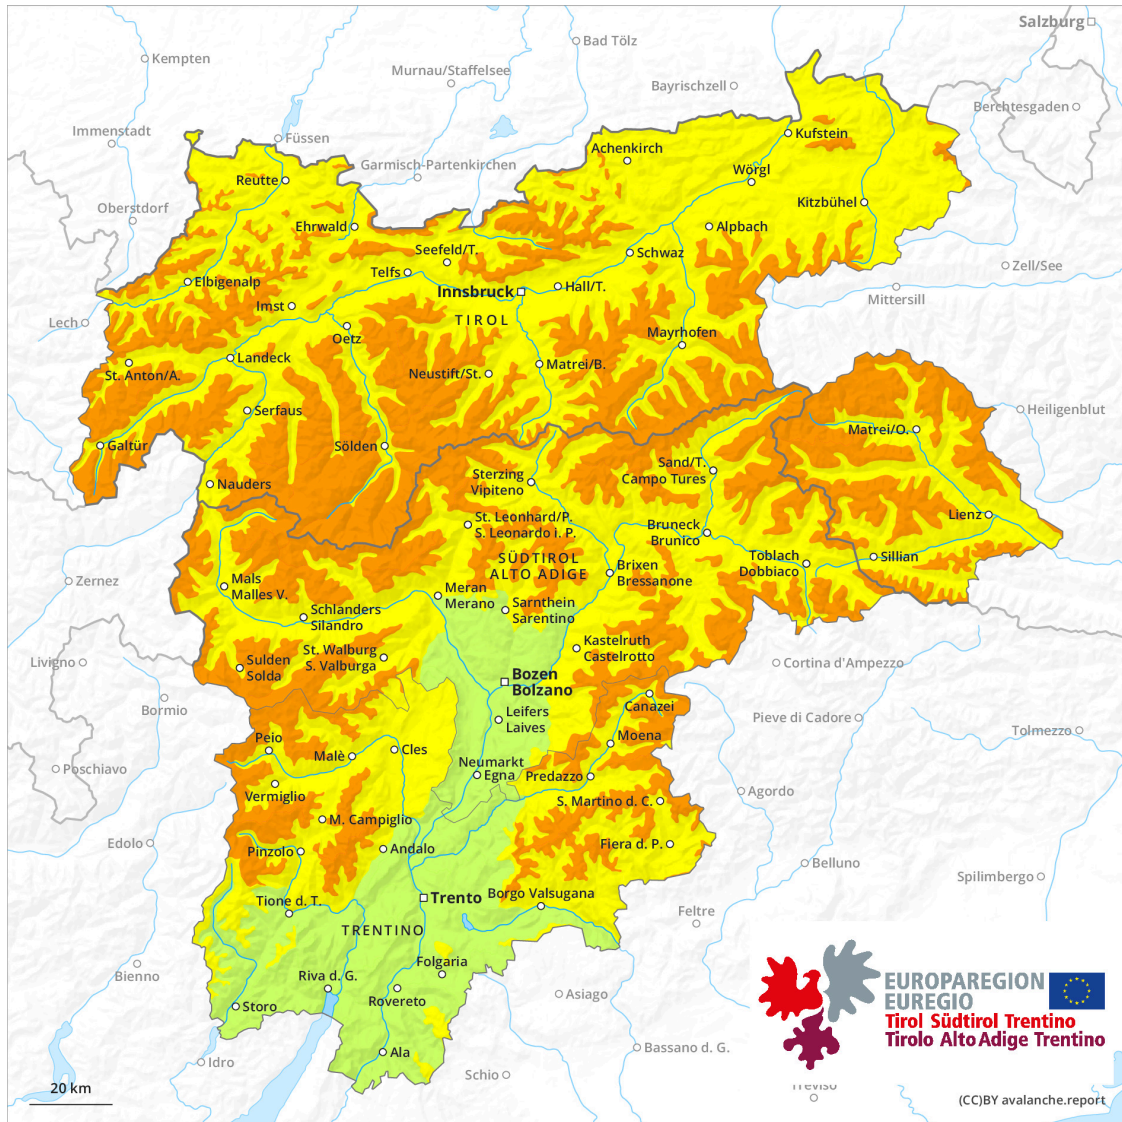 Salzburg
Bad Tölz
Kempten
Murnau/Staffelsee
Bayrischzell
Berchtesgaden
Immenstadt
Füssen
Kufstein
Achenkirch
Garmisch-Partenkirchen
Wörgl
Reutte
Oberstdorf
Kitzbühel
Ehrwald
Alpbach
Seefeld/T.
Schwaz
Zell/See
Telfs
Elbigenalp
Hall/T.
Innsbruck
Mittersill
Imst
TIROL
Lech
Mayrhofen
Oetz
Landeck
Matrei/B.
St. Anton/A.
Neustift/St.
Serfaus
Heiligenblut
Matrei/O.
Galtür
Sölden
Sand/T.
Campo Tures
Sterzing
Vipiteno
Nauders
Lienz
St. Leonhard/P.
S. Leonardo i. P.
Bruneck
Brunico
SÜDTIROL
ALTO ADIGE
Toblach
Dobbiaco
Sillian
Brixen
Bressanone
Zernez
Mals
Malles V.
Meran
Merano
Sarnthein
Sarentino
Schlanders
Silandro
Kastelruth
Castelrotto
St. Walburg
S. Valburga
Livigno
Sulden
Solda
Cortina d'Ampezzo
Bozen
Bolzano
Canazei
Bormio
Leifers
Laives
Pieve di Cadore
Tolmezzo
Moena
Peio
Cles
Malè
Neumarkt
Egna
Poschiavo
Predazzo
Vermiglio
Agordo
S. Martino d. C.
M. Campiglio
Edolo
Fiera d. P.
Pinzolo
Andalo
Belluno
Spilimbergo
Trento
Borgo Valsugana
Tione d. T.
Feltre
TRENTINO
Folgaria
Bienno
Riva d. G.
Rovereto
Asiago
Storo
Bassano d. G.
Ala
Idro
Schio
Treviso
EUROPAREGION
EUREGIO
Tirol Südtirol Trentino
Tirolo Alto Adige Trentino
20 km
(CC)BY avalanche.report